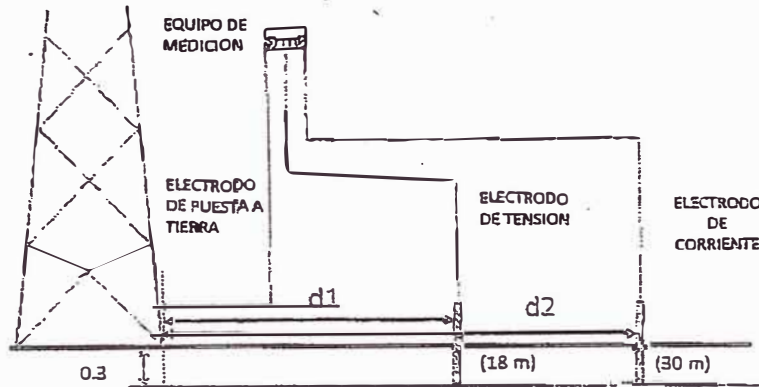 EQUIPO DE
MEDICION
ELECTRODO
DE PUESTA A
TIERRA
ELECTRODO
DE TENSION
ELECTRODO
DE
CORRIENTE
d1
d2
0.3
(18 m)
(30 m)